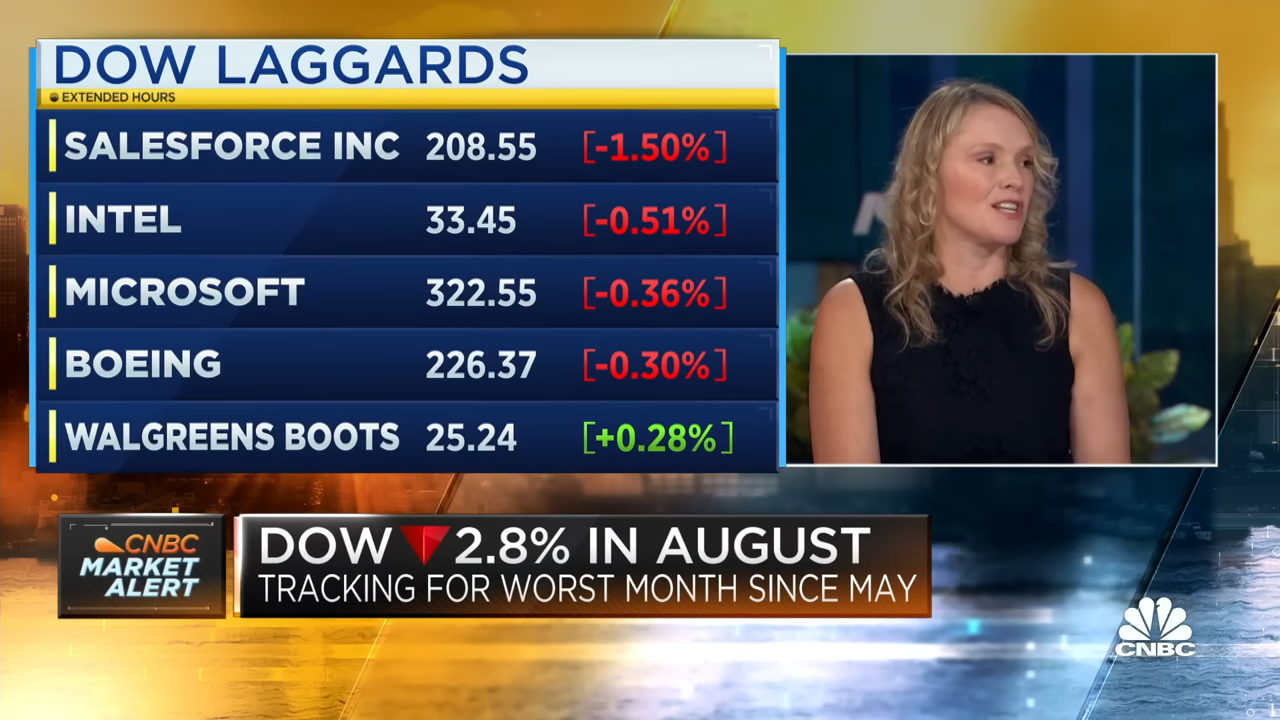 DOW LAGGARDS
EXTENDED HOURS
SALESFORCE INC 208.55 [-1.50%]
INTEL 33.45 [-0.51%]
MICROSOFT 322.55 [-0.36%]
BOEING 226.37 [-0.30%]
WALGREENS BOOTS 25.24 [+0.28%]
CNBC
MARKET
ALERT
DOW ▼ 2.8% IN AUGUST
TRACKING FOR WORST MONTH SINCE MAY
CNBC